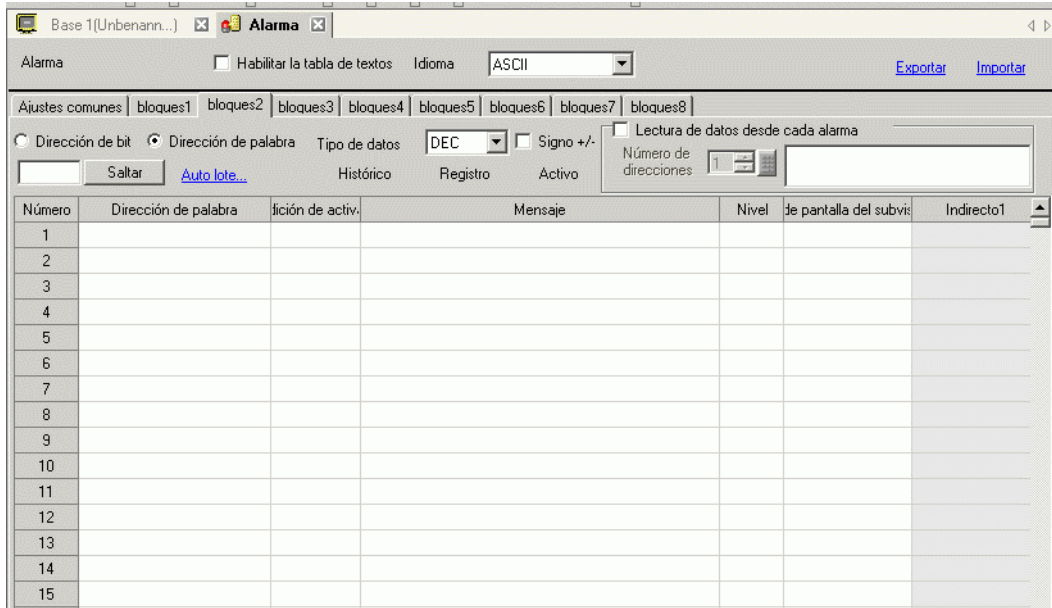 Base 1(Unbenann...) Alarma
Alarma Habilitar la tabla de textos Idioma ASCII Exportar Importar
Ajustes comunes bloques1 bloques2 bloques3 bloques4 bloques5 bloques6 bloques7 bloques8
Dirección de bit Dirección de palabra Tipo de datos DEC Signo +/- Lectura de datos desde cada alarma
Saltar Auto lote... Histórico Registro Activo Número de direcciones 1
Número Dirección de palabra dición de activ. Mensaje Nivel de pantalla del subvis Indirecto1
1
2
3
4
5
6
7
8
9
10
11
12
13
14
15